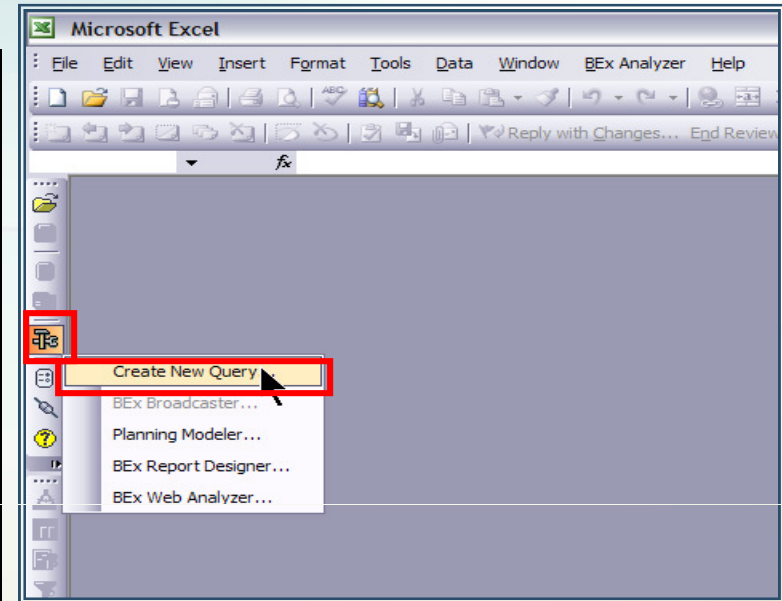 Microsoft Excel
File Edit View Insert Format Tools Data Window BEx Analyzer Help
ABC
Reply with Changes... End Review
fx
Create New Query...
BEx Broadcaster...
Planning Modeler...
BEx Report Designer...
BEx Web Analyzer...